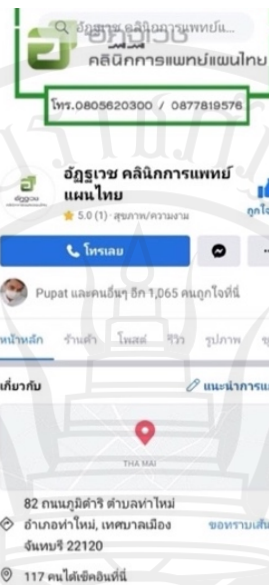 อัฏฐเวช คลินิกการแพทย์แ...
คลินิกการแพทย์แผนไทย
โทร.0805620300 / 0877819576
อัฏฐเวช คลินิกการแพทย์
แผนไทย
5.0 (1) · สุขภาพ/ความงาม
ถูกใจ
โทรเลย
Pupat และคนอื่นๆ อีก 1,065 คนถูกใจที่นี่
หน้าหลัก ร้านค้า โพสต์ รีวิว รูปภาพ
เกี่ยวกับ
แนะนำการแก้
THA MAI
82 ถนนภูมิดำริ ตำบลท่าใหม่
อำเภอท่าใหม่, เทศบาลเมือง
จันทบุรี 22120
ขอทราบเส้น
117 คนได้เช็คอินที่นี่